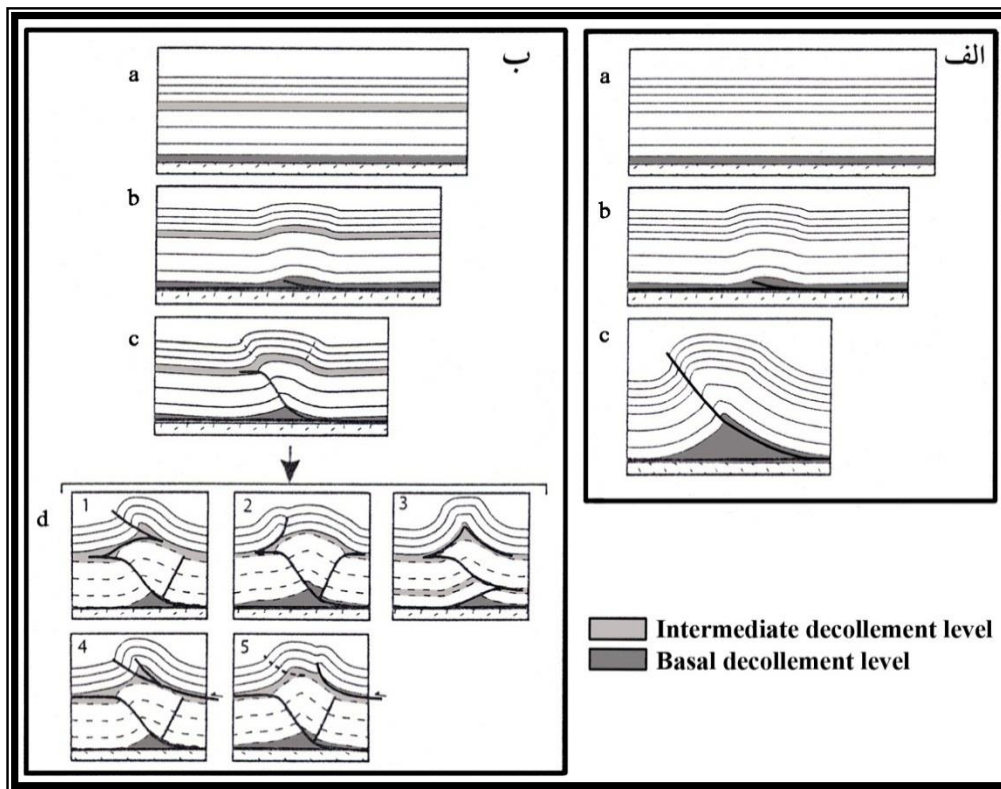 الف
a
b
c
ب
a
b
c
d
1
2
3
4
5
Intermediate decollement level
Basal decollement level